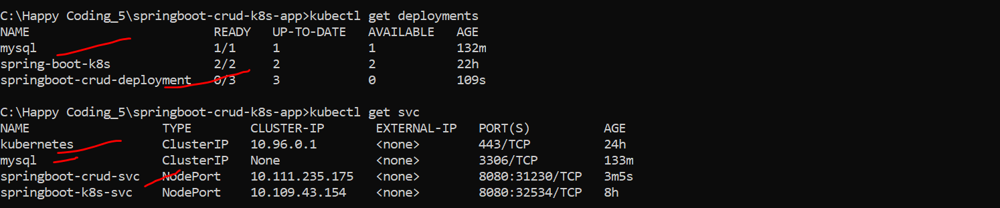 C:\Happy Coding_5\springboot-crud-k8s-app>kubectl get deployments
NAME READY UP-TO-DATE AVAILABLE AGE
mysql 1/1 1 1 132m
spring-boot-k8s 2/2 2 2 22h
springboot-crud-deployment 0/3 3 0 109s
C:\Happy Coding_5\springboot-crud-k8s-app>kubectl get svc
NAME TYPE CLUSTER-IP EXTERNAL-IP PORT(S) AGE
kubernetes ClusterIP 10.96.0.1 <none> 443/TCP 24h
mysql ClusterIP None <none> 3306/TCP 133m
springboot-crud-svc NodePort 10.111.235.175 <none> 8080:31230/TCP 3m5s
springboot-k8s-svc NodePort 10.109.43.154 <none> 8080:32534/TCP 8h